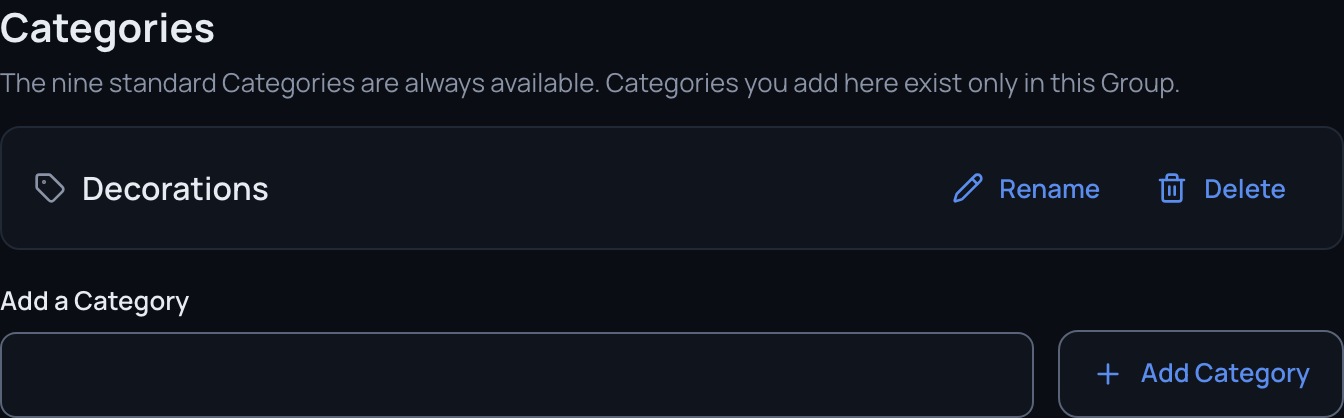 Categories
The nine standard Categories are always available. Categories you add here exist only in this Group.
Decorations Rename Delete
Add a Category
Add Category